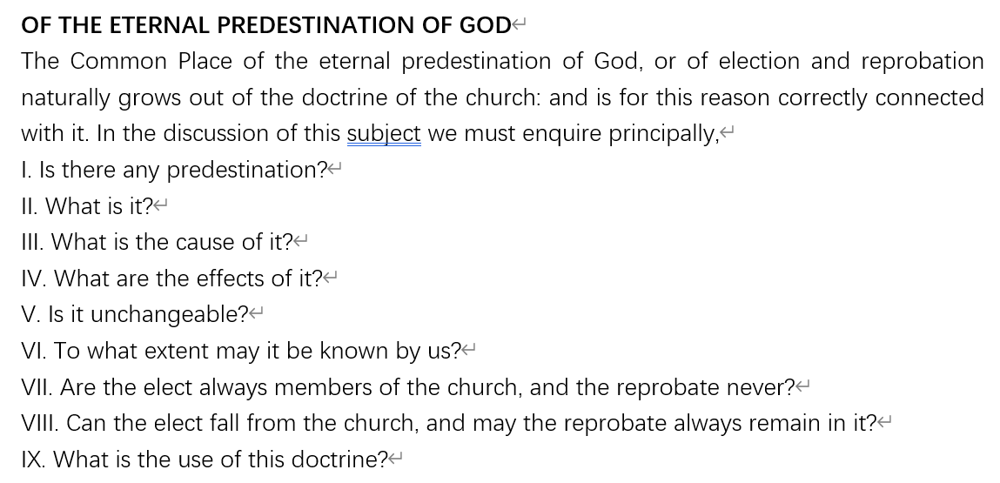 OF THE ETERNAL PREDESTINATION OF GOD
The Common Place of the eternal predestination of God, or of election and reprobation
naturally grows out of the doctrine of the church: and is for this reason correctly connected
with it. In the discussion of this subject we must enquire principally,
I. Is there any predestination?
II. What is it?
III. What is the cause of it?
IV. What are the effects of it?
V. Is it unchangeable?
VI. To what extent may it be known by us?
VII. Are the elect always members of the church, and the reprobate never?
VIII. Can the elect fall from the church, and may the reprobate always remain in it?
IX. What is the use of this doctrine?